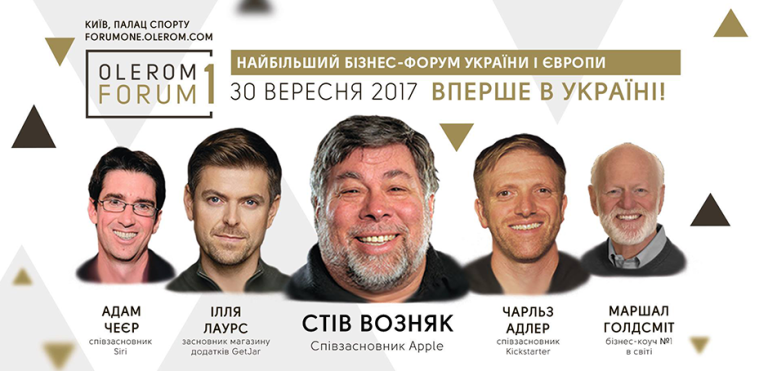 КИЇВ, ПАЛАЦ СПОРТУ
FORUMONE.OLEROM.COM
OLEROM
FORUM 1
НАЙБІЛЬШИЙ БІЗНЕС-ФОРУМ УКРАЇНИ І ЄВРОПИ
30 ВЕРЕСНЯ 2017 ВПЕРШЕ В УКРАЇНІ!
АДАМ
ЧЕЄР
співзасновник
Siri
ІЛЛЯ
ЛАУРС
засновник магазину
додатків GetJar
СТІВ ВОЗНЯК
Співзасновник Apple
ЧАРЛЬЗ
АДЛЕР
співзасновник
Kickstarter
МАРШАЛ
ГОЛДСМІТ
бізнес-коуч №1
в світі